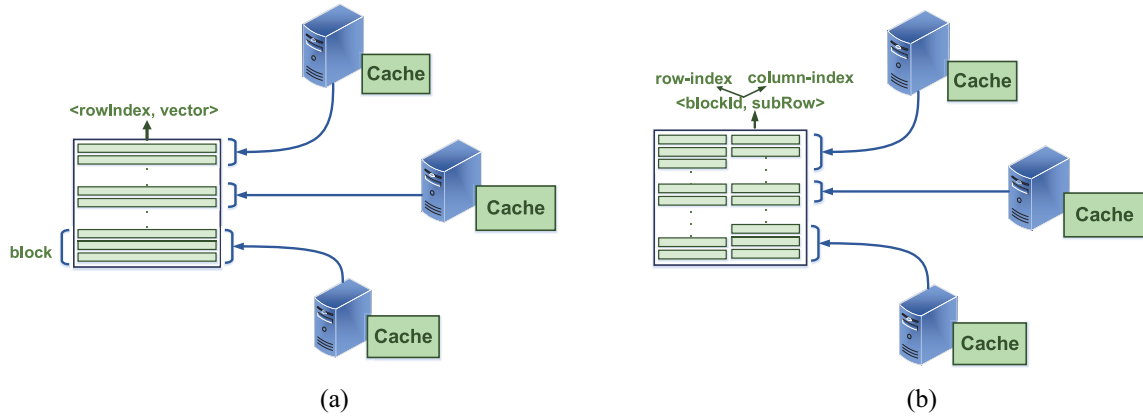 Cache
<rowIndex, vector>
Cache
block
Cache
(a)
Cache
row-index column-index
<blockId, subRow>
Cache
Cache
(b)